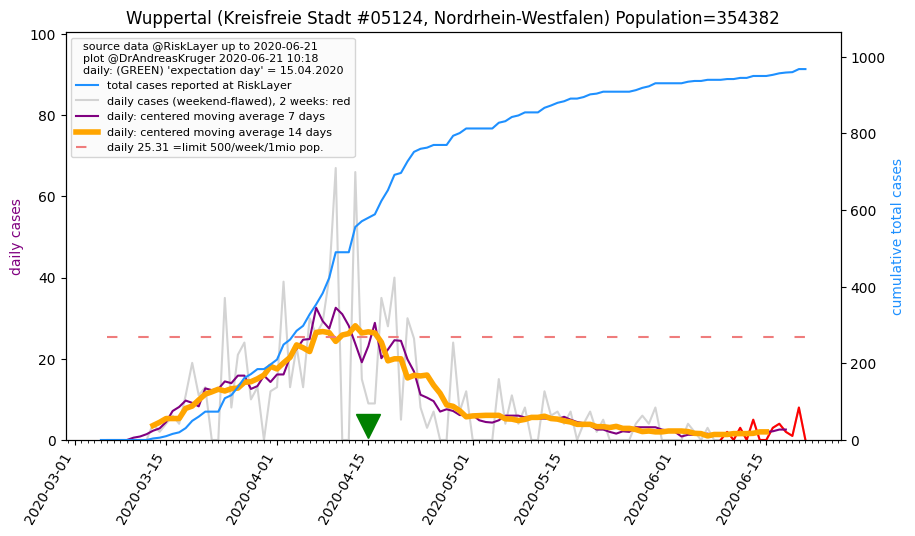 Wuppertal (Kreisfreie Stadt #05124, Nordrhein-Westfalen) Population=354382
source data @RiskLayer up to 2020-06-21
plot @DrAndreasKruger 2020-06-21 10:18
daily: (GREEN) 'expectation day' = 15.04.2020
total cases reported at RiskLayer
daily cases (weekend-flawed), 2 weeks: red
daily: centered moving average 7 days
daily: centered moving average 14 days
daily 25.31 =limit 500/week/1mio pop.
daily cases
100
80
60
40
20
0
cumulative total cases
1000
800
600
400
200
0
2020-03-01
2020-03-15
2020-04-01
2020-04-15
2020-05-01
2020-05-15
2020-06-01
2020-06-15